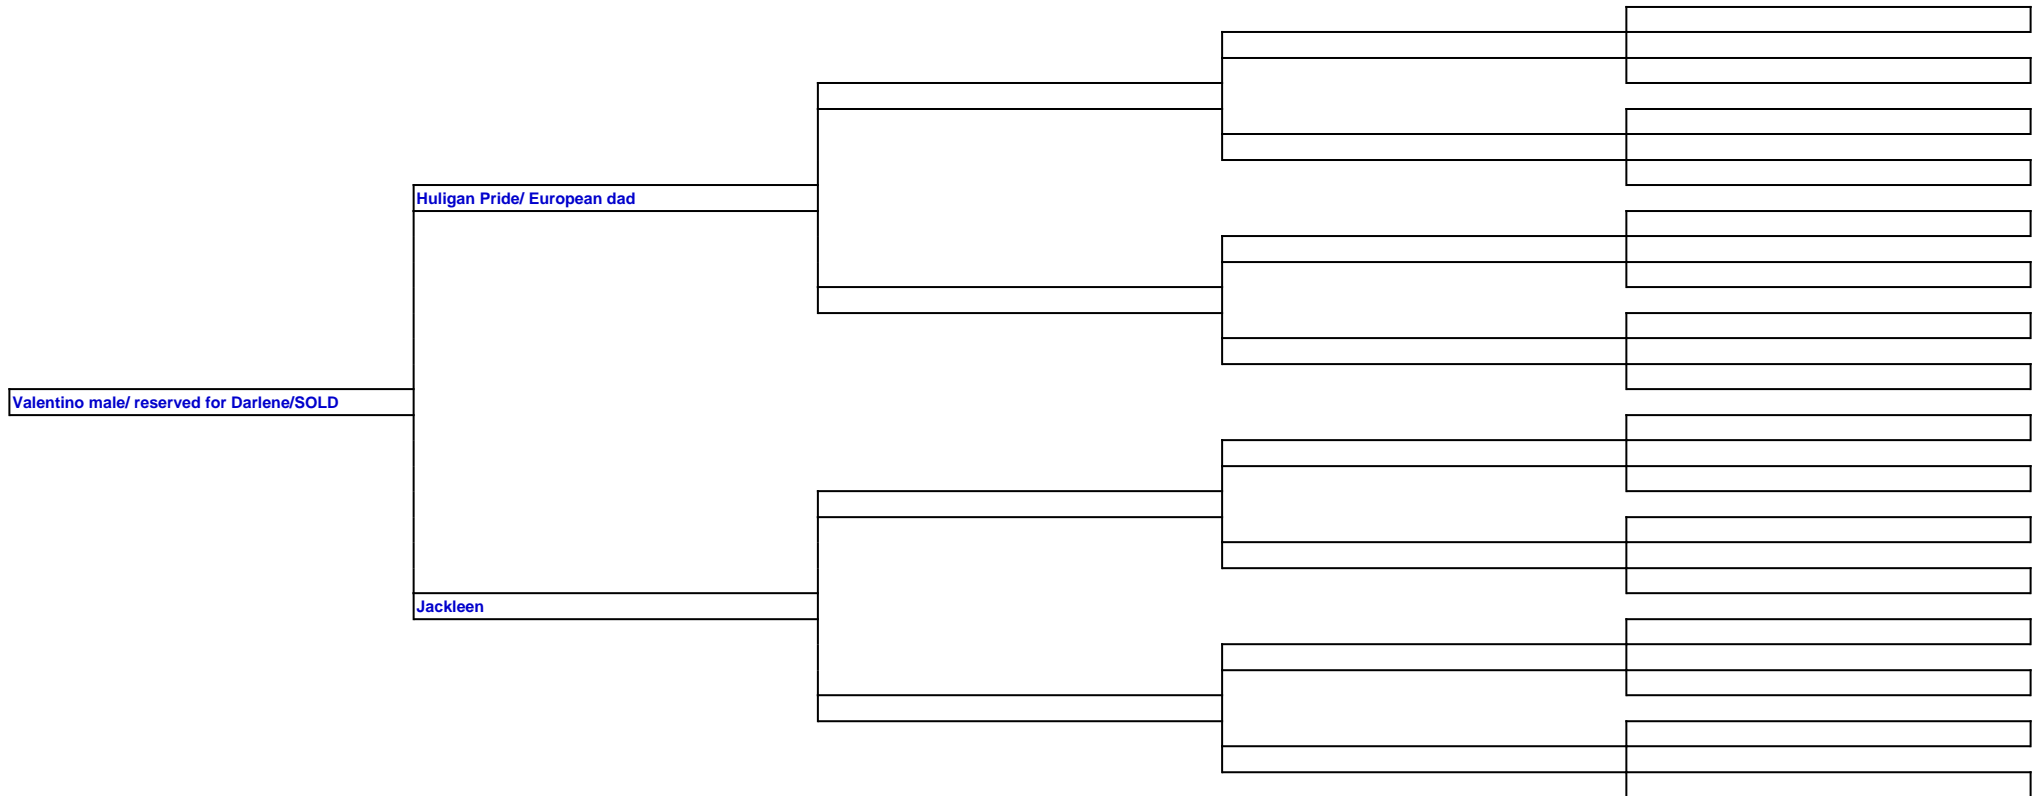 Huligan Pride/ European dad
Valentino male/ reserved for Darlene/SOLD
Jackleen